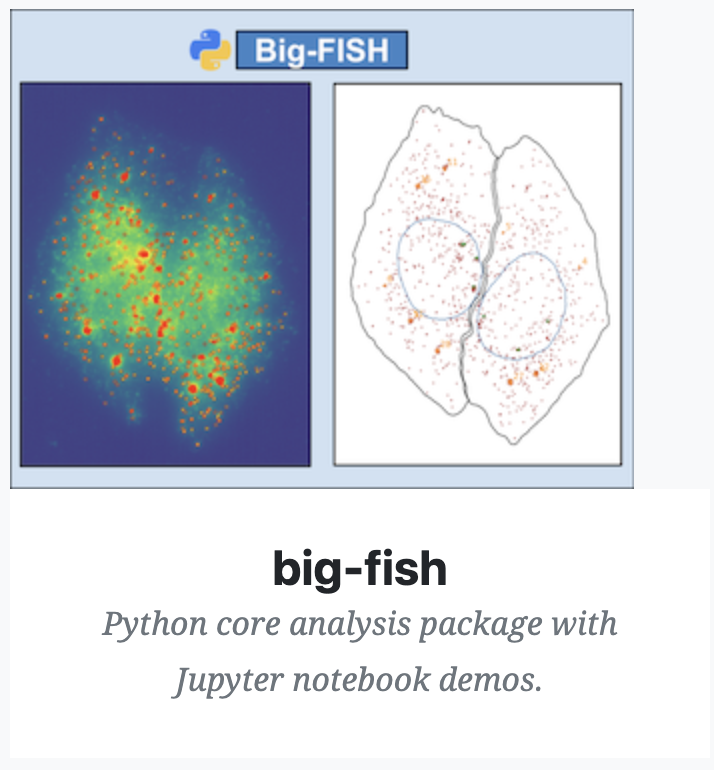 Big-FISH
big-fish
Python core analysis package with
Jupyter notebook demos.